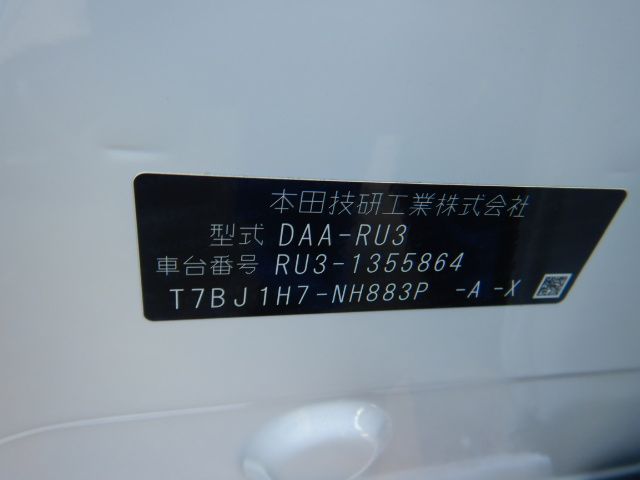 本田技研工業株式会社
型式 DAA-RU3
車台番号 RU3-1355864
T7BJ1H7-NH883P -A -X